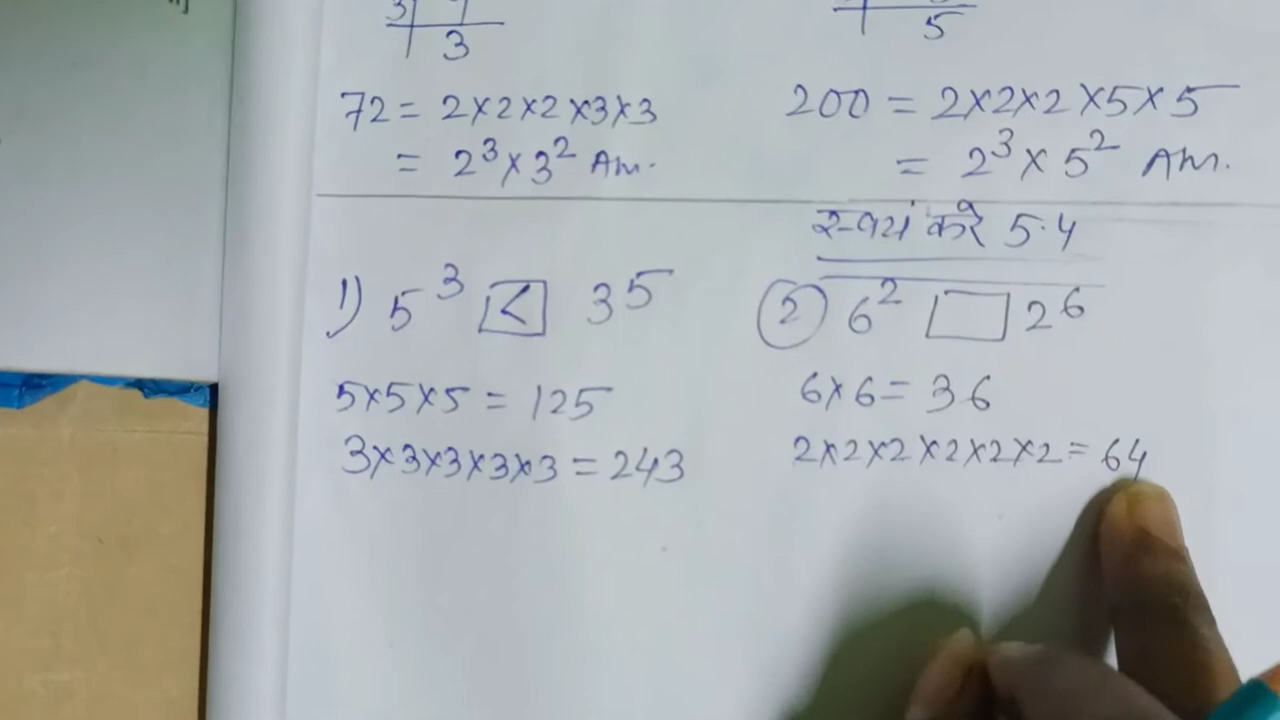 3
3
5
72 = 2×2×2×3×3
= 2³×3² Ans.
200 = 2×2×2×5×5
= 2³×5² Ans.
स्वयं करे 5.4
1) 5³ < 3⁵
5×5×5 = 125
3×3×3×3×3 = 243
2 6² □ 2⁶
6×6 = 36
2×2×2×2×2×2 = 64